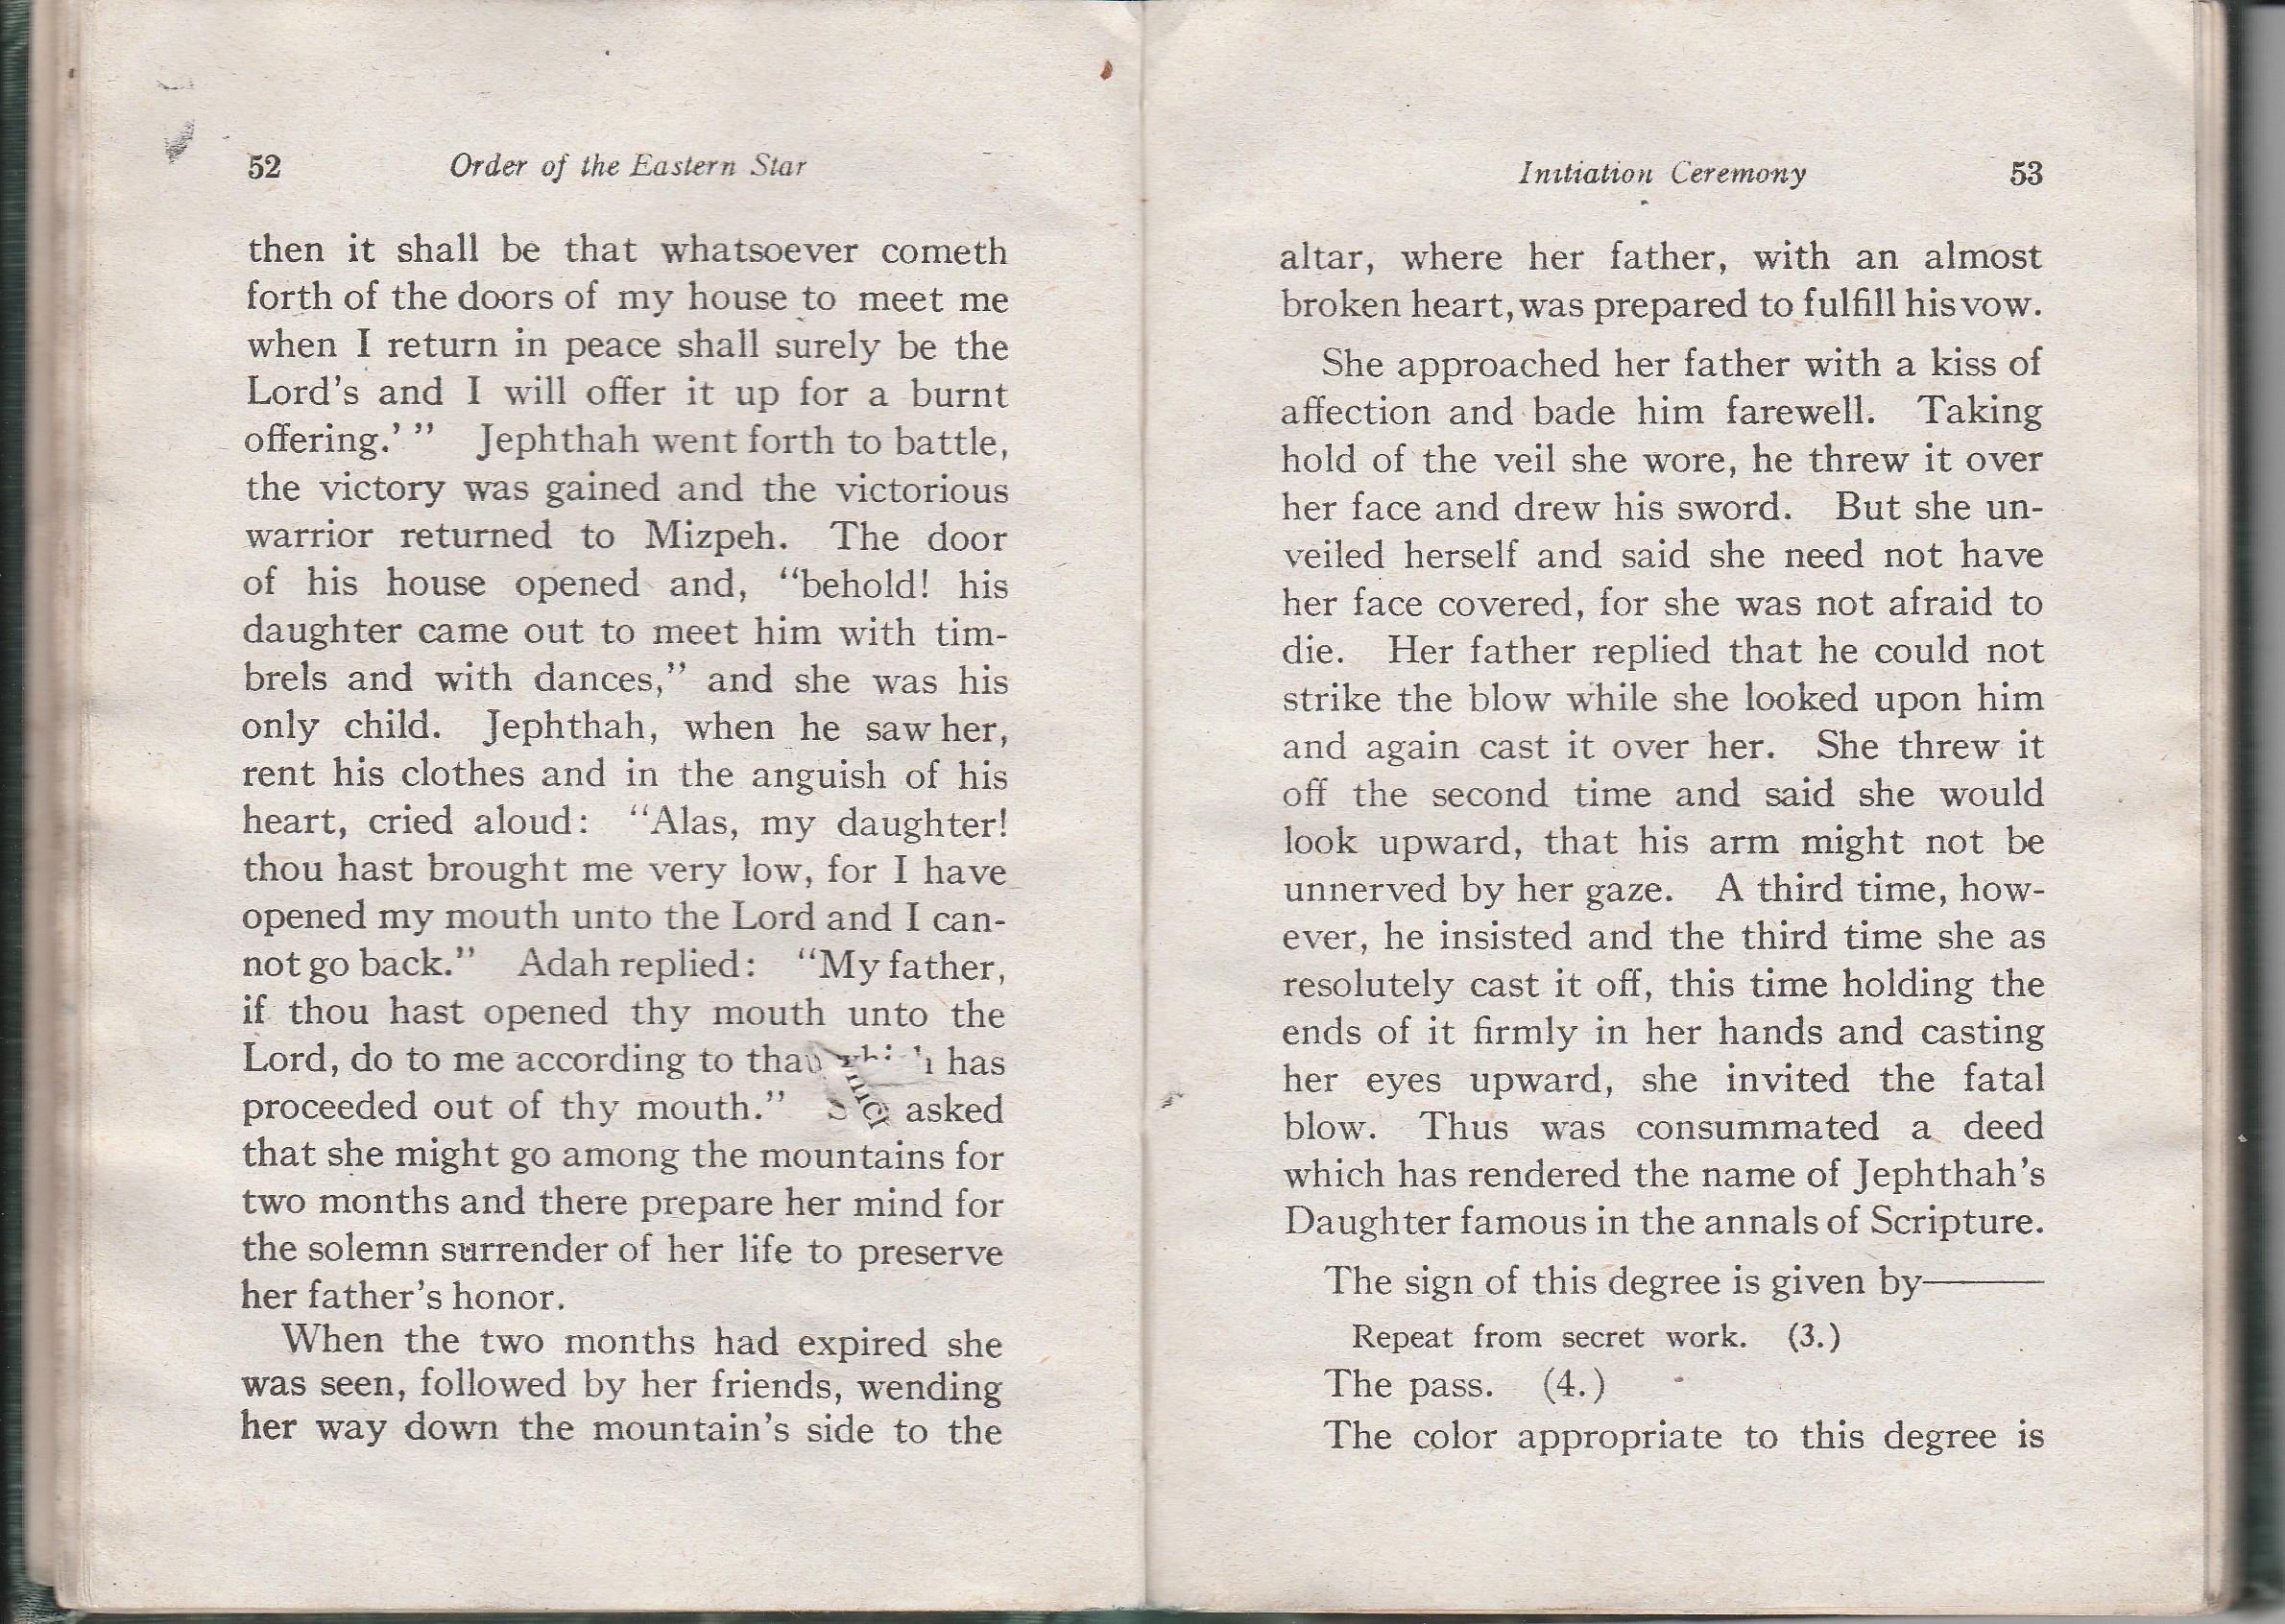 52 Order of the Eastern Star
then it shall be that whatsoever cometh
forth of the doors of my house to meet me
when I return in peace shall surely be the
Lord's and I will offer it up for a burnt
offering.' " Jephthah went forth to battle,
the victory was gained and the victorious
warrior returned to Mizpeh. The door
of his house opened and, "behold! his
daughter came out to meet him with tim-
brels and with dances," and she was his
only child. Jephthah, when he saw her,
rent his clothes and in the anguish of his
heart, cried aloud: "Alas, my daughter!
thou hast brought me very low, for I have
opened my mouth unto the Lord and I can-
not go back." Adah replied: "My father,
if thou hast opened thy mouth unto the
Lord, do to me according to that which has
proceeded out of thy mouth." asked
that she might go among the mountains for
two months and there prepare her mind for
the solemn surrender of her life to preserve
her father's honor.
When the two months had expired she
was seen, followed by her friends, wending
her way down the mountain's side to the
Initiation Ceremony 53
altar, where her father, with an almost
broken heart, was prepared to fulfill his vow.
She approached her father with a kiss of
affection and bade him farewell. Taking
hold of the veil she wore, he threw it over
her face and drew his sword. But she un-
veiled herself and said she need not have
her face covered, for she was not afraid to
die. Her father replied that he could not
strike the blow while she looked upon him
and again cast it over her. She threw it
off the second time and said she would
look upward, that his arm might not be
unnerved by her gaze. A third time, how-
ever, he insisted and the third time she as
resolutely cast it off, this time holding the
ends of it firmly in her hands and casting
her eyes upward, she invited the fatal
blow. Thus was consummated a deed
which has rendered the name of Jephthah's
Daughter famous in the annals of Scripture.
The sign of this degree is given by———
Repeat from secret work. (3.)
The pass. (4.)
The color appropriate to this degree is